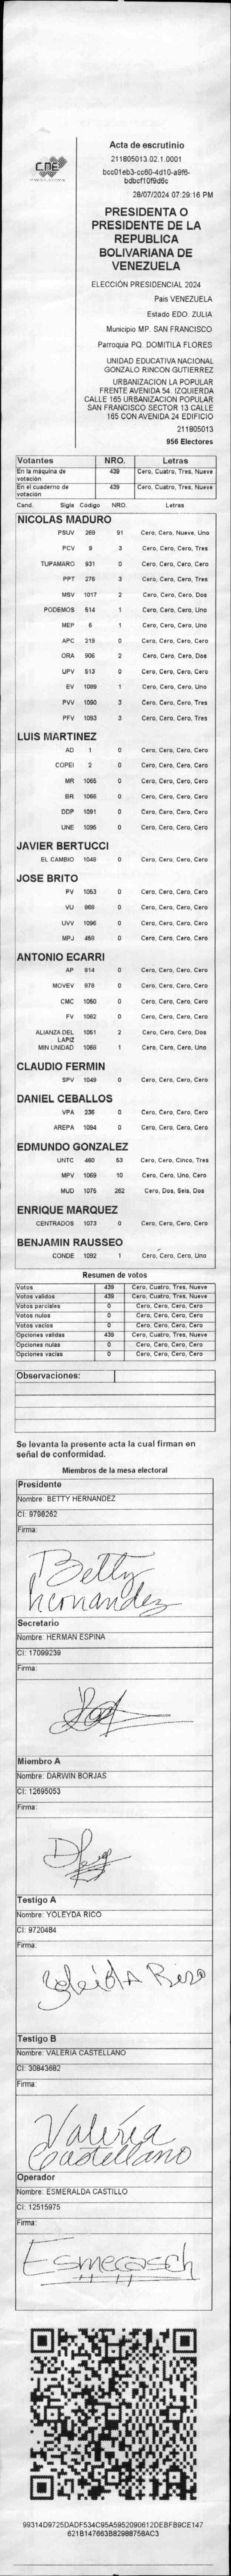 CNE
Acta de escrutinio
211805013.02.1.0001
bcc01eb3-cc60-4d10-a9f6-
bdbcf10f9d6c
28/07/2024 07:29:16 PM
PRESIDENTA O
PRESIDENTE DE LA
REPUBLICA
BOLIVARIANA DE
VENEZUELA
ELECCIÓN PRESIDENCIAL 2024
Pais VENEZUELA
Estado EDO. ZULIA
Municipio MP. SAN FRANCISCO
Parroquia PQ. DOMITILA FLORES
UNIDAD EDUCATIVA NACIONAL
GONZALO RINCON GUTIERREZ
URBANIZACION LA POPULAR
FRENTE AVENIDA 54. IZQUIERDA
CALLE 165 URBANIZACION POPULAR
SAN FRANCISCO SECTOR 13 CALLE
165 CON AVENIDA 24 EDIFICIO
211805013
956 Electores
Votantes NRO. Letras
En la máquina de votación 439 Cero, Cuatro, Tres, Nueve
En el cuaderno de votación 439 Cero, Cuatro, Tres, Nueve
Cand. Sigla Código NRO. Letras
NICOLAS MADURO
PSUV 269 91 Cero, Cero, Nueve, Uno
PCV 9 3 Cero, Cero, Cero, Tres
TUPAMARO 931 0 Cero, Cero, Cero, Cero
PPT 276 3 Cero, Cero, Cero, Tres
MSV 1017 2 Cero, Cero, Cero, Dos
PODEMOS 514 1 Cero, Cero, Cero, Uno
MEP 6 1 Cero, Cero, Cero, Uno
APC 219 0 Cero, Cero, Cero, Cero
ORA 906 2 Cero, Cero, Cero, Dos
UPV 513 0 Cero, Cero, Cero, Cero
EV 1089 1 Cero, Cero, Cero, Uno
PVV 1090 3 Cero, Cero, Cero, Tres
PFV 1093 3 Cero, Cero, Cero, Tres
LUIS MARTINEZ
AD 1 0 Cero, Cero, Cero, Cero
COPEI 2 0 Cero, Cero, Cero, Cero
MR 1065 0 Cero, Cero, Cero, Cero
BR 1066 0 Cero, Cero, Cero, Cero
DDP 1091 0 Cero, Cero, Cero, Cero
UNE 1095 0 Cero, Cero, Cero, Cero
JAVIER BERTUCCI
EL CAMBIO 1048 0 Cero, Cero, Cero, Cero
JOSE BRITO
PV 1053 0 Cero, Cero, Cero, Cero
VU 968 0 Cero, Cero, Cero, Cero
UVV 1096 0 Cero, Cero, Cero, Cero
MPJ 459 0 Cero, Cero, Cero, Cero
ANTONIO ECARRI
AP 914 0 Cero, Cero, Cero, Cero
MOVEV 978 0 Cero, Cero, Cero, Cero
CMC 1050 0 Cero, Cero, Cero, Cero
FV 1062 0 Cero, Cero, Cero, Cero
ALIANZA DEL LAPIZ 1051 2 Cero, Cero, Cero, Dos
MIN UNIDAD 1068 1 Cero, Cero, Cero, Uno
CLAUDIO FERMIN
SPV 1049 0 Cero, Cero, Cero, Cero
DANIEL CEBALLOS
VPA 236 0 Cero, Cero, Cero, Cero
AREPA 1094 0 Cero, Cero, Cero, Cero
EDMUNDO GONZALEZ
UNTC 460 53 Cero, Cero, Cinco, Tres
MPV 1069 10 Cero, Cero, Uno, Cero
MUD 1075 262 Cero, Dos, Seis, Dos
ENRIQUE MARQUEZ
CENTRADOS 1073 0 Cero, Cero, Cero, Cero
BENJAMIN RAUSSEO
CONDE 1092 1 Cero, Cero, Cero, Uno
Resumen de votos
Votos 439 Cero, Cuatro, Tres, Nueve
Votos validos 439 Cero, Cuatro, Tres, Nueve
Votos parciales 0 Cero, Cero, Cero, Cero
Votos nulos 0 Cero, Cero, Cero, Cero
Votos vacios 0 Cero, Cero, Cero, Cero
Opciones validas 439 Cero, Cuatro, Tres, Nueve
Opciones nulas 0 Cero, Cero, Cero, Cero
Opciones vacias 0 Cero, Cero, Cero, Cero
Observaciones:
Se levanta la presente acta la cual firman en
señal de conformidad.
Miembros de la mesa electoral
Presidente
Nombre: BETTY HERNANDEZ
CI: 9798262
Firma:
Betty
hernandez
Secretario
Nombre: HERMAN ESPINA
CI: 17099239
Firma:
Miembro A
Nombre: DARWIN BORJAS
CI: 12695053
Firma:
Testigo A
Nombre: YOLEYDA RICO
CI: 9720484
Firma:
Testigo B
Nombre: VALERIA CASTELLANO
CI: 30843682
Firma:
Valeria
Castellano
Operador
Nombre: ESMERALDA CASTILLO
CI: 12515975
Firma:
99314D9725DADF534C95A5952090612DEBFB9CE147
621B147663B82988758AC3